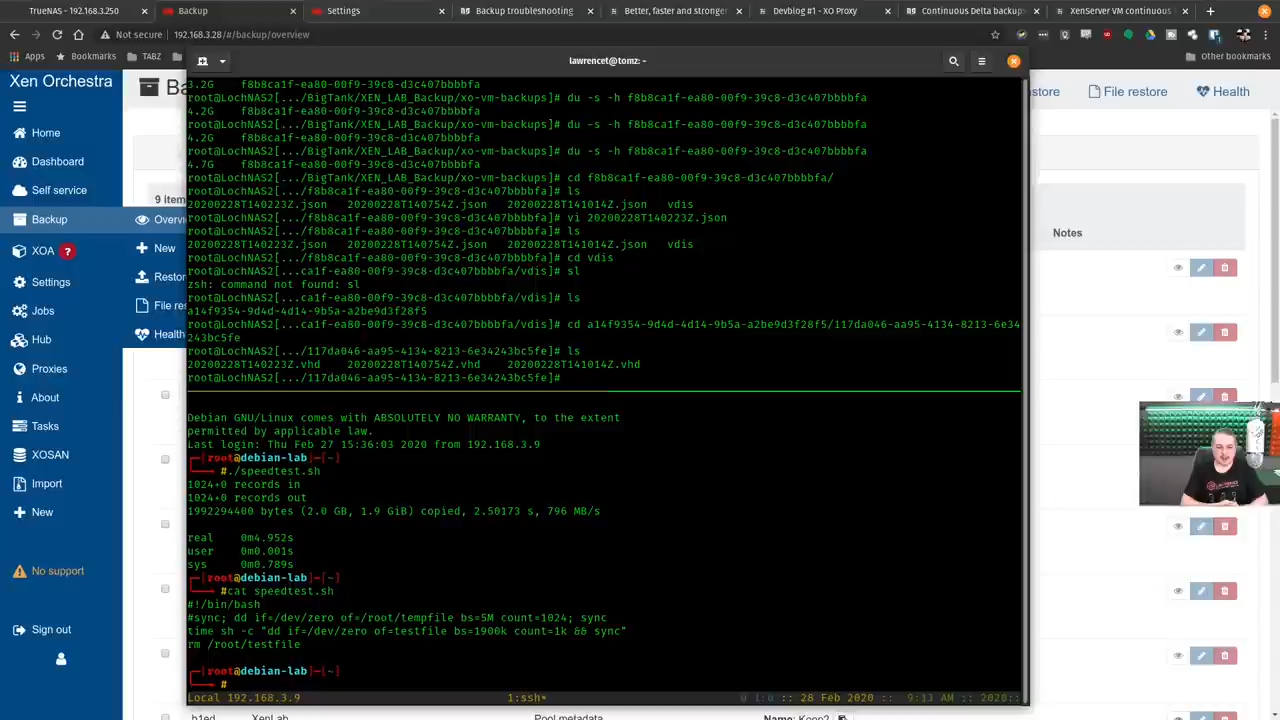 TrueNAS - 192.168.3.250
Backup
Settings
Backup troubleshooting
Better, faster and stronger
Devblog #1 - XO Proxy
Continuous Delta backups
XenServer VM continuous
Not secure | 192.168.3.28/#/backup/overview
Apps
Bookmarks
TABZ
Other bookmarks
Xen Orchestra
Home
Dashboard
Self service
Backup
XOA ?
Settings
Jobs
Hub
Proxies
About
Tasks
XOSAN
Import
New
No support
Sign out
Overv
New
Restor
File re
Health
Ba
9 item
store
File restore
Health
Notes
lawrencet@tomz: ~
3.2G f8b8ca1f-ea80-00f9-39c8-d3c407bbbbfa
root@LochNAS2[.../BigTank/XEN_LAB_Backup/xo-vm-backups]# du -s -h f8b8ca1f-ea80-00f9-39c8-d3c407bbbbfa
4.2G f8b8ca1f-ea80-00f9-39c8-d3c407bbbbfa
root@LochNAS2[.../BigTank/XEN_LAB_Backup/xo-vm-backups]# du -s -h f8b8ca1f-ea80-00f9-39c8-d3c407bbbbfa
4.2G f8b8ca1f-ea80-00f9-39c8-d3c407bbbbfa
root@LochNAS2[.../BigTank/XEN_LAB_Backup/xo-vm-backups]# du -s -h f8b8ca1f-ea80-00f9-39c8-d3c407bbbbfa
4.7G f8b8ca1f-ea80-00f9-39c8-d3c407bbbbfa
root@LochNAS2[.../BigTank/XEN_LAB_Backup/xo-vm-backups]# cd f8b8ca1f-ea80-00f9-39c8-d3c407bbbbfa/
root@LochNAS2[.../f8b8ca1f-ea80-00f9-39c8-d3c407bbbbfa]# ls
20200228T140223Z.json 20200228T140754Z.json 20200228T141014Z.json vdis
root@LochNAS2[.../f8b8ca1f-ea80-00f9-39c8-d3c407bbbbfa]# vi 20200228T140223Z.json
root@LochNAS2[.../f8b8ca1f-ea80-00f9-39c8-d3c407bbbbfa]# ls
20200228T140223Z.json 20200228T140754Z.json 20200228T141014Z.json vdis
root@LochNAS2[.../f8b8ca1f-ea80-00f9-39c8-d3c407bbbbfa]# cd vdis
root@LochNAS2[...ca1f-ea80-00f9-39c8-d3c407bbbbfa/vdis]# sl
zsh: command not found: sl
root@LochNAS2[...ca1f-ea80-00f9-39c8-d3c407bbbbfa/vdis]# ls
a14f9354-9d4d-4d14-9b5a-a2be9d3f28f5
root@LochNAS2[...ca1f-ea80-00f9-39c8-d3c407bbbbfa/vdis]# cd a14f9354-9d4d-4d14-9b5a-a2be9d3f28f5/117da046-aa95-4134-8213-6e34
243bc5fe
root@LochNAS2[.../117da046-aa95-4134-8213-6e34243bc5fe]# ls
20200228T140223Z.vhd 20200228T140754Z.vhd 20200228T141014Z.vhd
root@LochNAS2[.../117da046-aa95-4134-8213-6e34243bc5fe]#
Debian GNU/Linux comes with ABSOLUTELY NO WARRANTY, to the extent
permitted by applicable law.
Last login: Thu Feb 27 15:36:03 2020 from 192.168.3.9
[root@debian-lab]-[~]
#./speedtest.sh
1024+0 records in
1024+0 records out
1992294400 bytes (2.0 GB, 1.9 GiB) copied, 2.50173 s, 796 MB/s
real 0m4.952s
user 0m0.001s
sys 0m0.789s
[root@debian-lab]-[~]
#cat speedtest.sh
#!/bin/bash
#sync; dd if=/dev/zero of=/root/tempfile bs=5M count=1024; sync
time sh -c "dd if=/dev/zero of=testfile bs=1900k count=1k && sync"
rm /root/testfile
[root@debian-lab]-[~]
#
Local 192.168.3.9 1:ssh* :: 28 Feb 2020 :: 9:13 AM :: 2020::
b1ed XenLab Pool metadata Name: Keep2